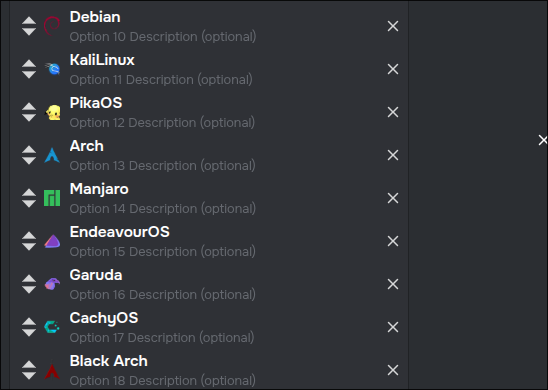 Debian
Option 10 Description (optional)
KaliLinux
Option 11 Description (optional)
PikaOS
Option 12 Description (optional)
Arch
Option 13 Description (optional)
Manjaro
Option 14 Description (optional)
EndeavourOS
Option 15 Description (optional)
Garuda
Option 16 Description (optional)
CachyOS
Option 17 Description (optional)
Black Arch
Option 18 Description (optional)